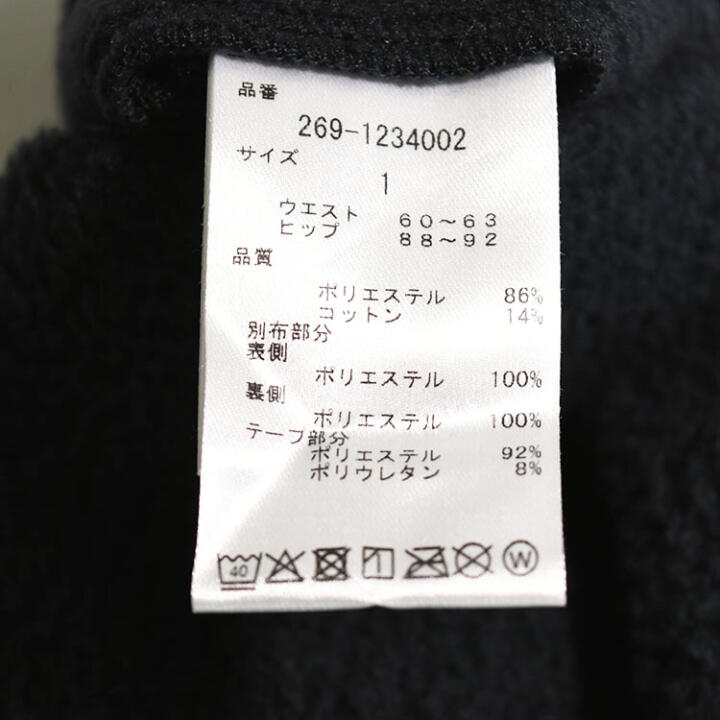 品番
269-1234002
サイズ
1
ウエスト 60～63
ヒップ 88～92
品質
ポリエステル 86%
コットン 14%
別布部分
表側
ポリエステル 100%
裏側
ポリエステル 100%
テープ部分
ポリエステル 92%
ポリウレタン 8%
40 W